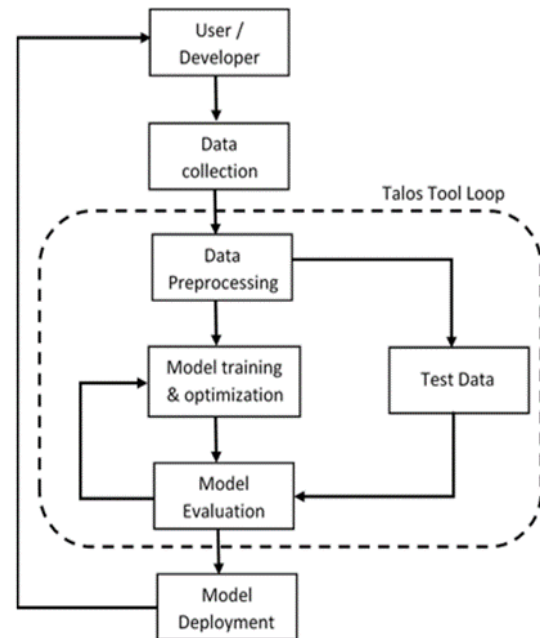 User /
Developer
Data
collection
Talos Tool Loop
Data
Preprocessing
Model training
& optimization
Test Data
Model
Evaluation
Model
Deployment